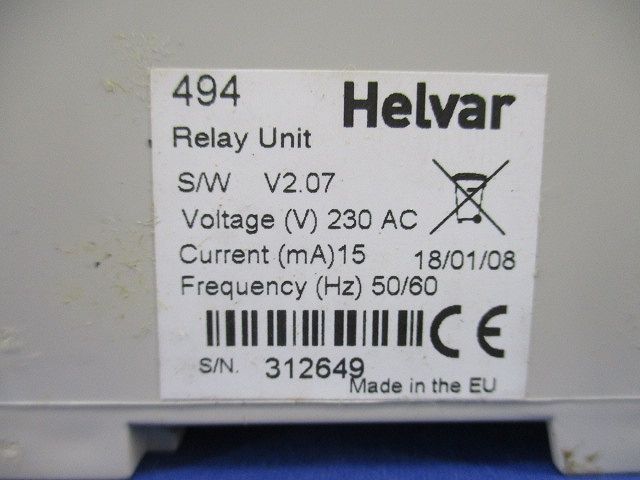 494 Helvar
Relay Unit
S/W V2.07
Voltage (V) 230 AC
Current (mA)15 18/01/08
Frequency (Hz) 50/60
CE
S/N. 312649
Made in the EU